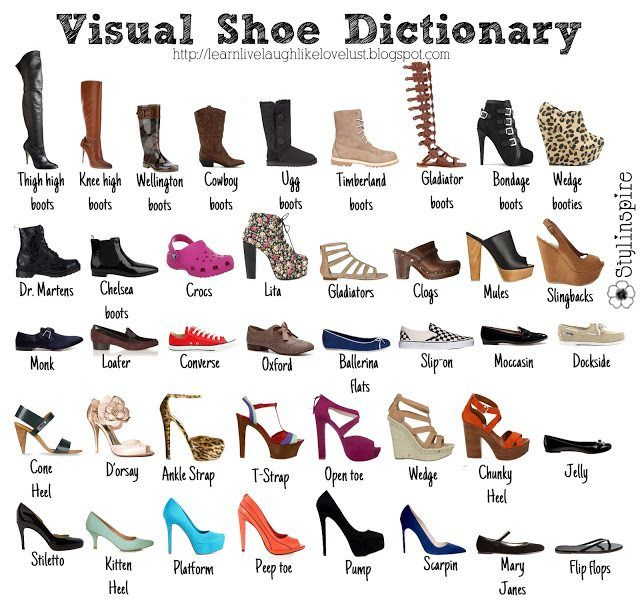 Visual Shoe Dictionary
http://learnlivelaughlikelovelust.blogspot.com
Thigh high
boots
Knee high
boots
Wellington
boots
Cowboy
boots
Ugg
boots
Timberland
boots
Gladiator
boots
Bondage
boots
Wedge
booties
Stylinspire
Dr. Martens
Chelsea
boots
Crocs
Lita
Gladiators
Clogs
Mules
Slingbacks
Monk
Loafer
Converse
Oxford
Ballerina
flats
Slip-on
Moccasin
Dockside
Cone
Heel
D'orsay
Ankle Strap
T-Strap
Open toe
Wedge
Chunky
Heel
Jelly
Stiletto
Kitten
Heel
Platform
Peep toe
Pump
Scarpin
Mary
Janes
Flip flops